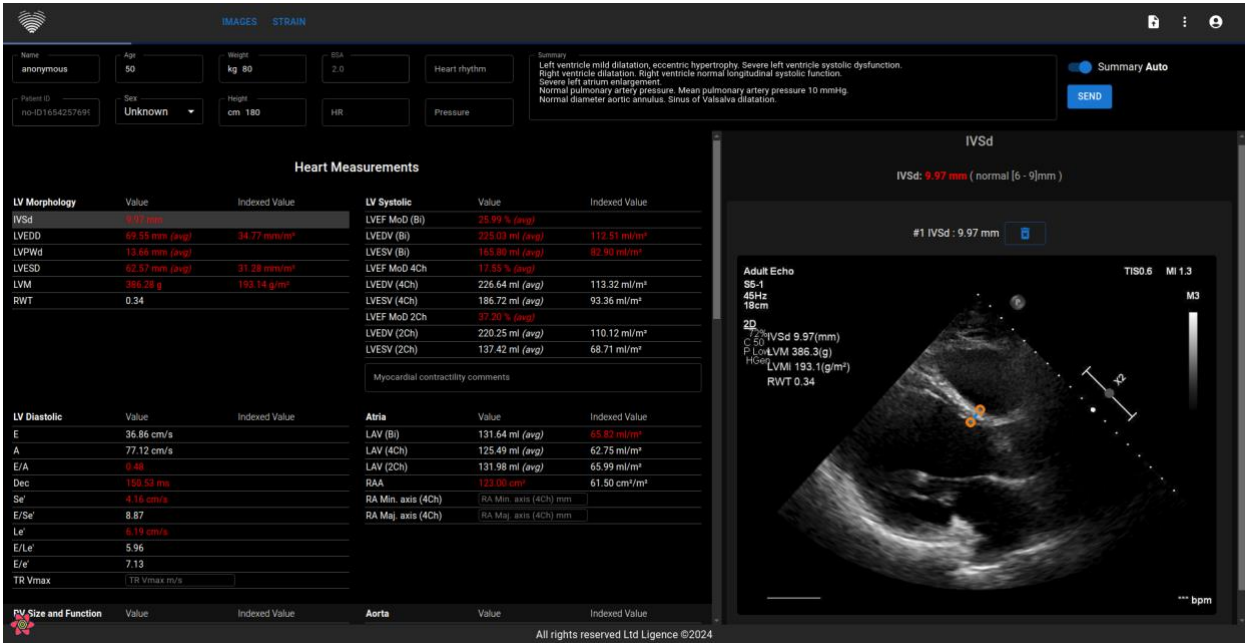 IMAGES STRAIN
Name
anonymous
Age
50
Weight
kg 80
BSA
2.0
Heart rhythm
Patient ID
Sex
Unknown
Height
cm 180
HR
Pressure
Summary
Left ventricle mild dilatation, eccentric hypertrophy. Severe left ventricle systolic dysfunction.
Right ventricle dilatation. Right ventricle normal longitudinal systolic function.
Severe left atrium enlargement.
Normal pulmonary artery pressure. Mean pulmonary artery pressure 10 mmHg.
Normal diameter aortic annulus. Sinus of Valsalva dilatation.
Summary Auto
SEND
Heart Measurements
LV Morphology Value Indexed Value
IVSd 9.97 mm
LVEDD 69.55 mm (avg) 34.77 mm/m²
LVPWd 13.66 mm (avg)
LVESD 62.57 mm (avg) 31.28 mm/m²
LVM 386.28 g 193.14 g/m²
RWT 0.34
LV Systolic Value Indexed Value
LVEF MoD (Bi) 25.99 % (avg)
LVEDV (Bi) 225.03 ml (avg) 112.51 ml/m²
LVESV (Bi) 165.80 ml (avg) 82.90 ml/m²
LVEF MoD 4Ch 17.55 % (avg)
LVEDV (4Ch) 226.64 ml (avg) 113.32 ml/m²
LVESV (4Ch) 186.72 ml (avg) 93.36 ml/m²
LVEF MoD 2Ch 37.20 % (avg)
LVEDV (2Ch) 220.25 ml (avg) 110.12 ml/m²
LVESV (2Ch) 137.42 ml (avg) 68.71 ml/m²
Myocardial contractility comments
LV Diastolic Value Indexed Value
E 36.86 cm/s
A 77.12 cm/s
E/A 0.48
Dec 150.53 ms
Se' 4.16 cm/s
E/Se' 8.87
Le' 6.19 cm/s
E/Le' 5.96
E/e' 7.13
TR Vmax TR Vmax m/s
Atria Value Indexed Value
LAV (Bi) 131.64 ml (avg) 65.82 ml/m²
LAV (4Ch) 125.49 ml (avg) 62.75 ml/m²
LAV (2Ch) 131.98 ml (avg) 65.99 ml/m²
RAA 123.00 cm² 61.50 cm²/m²
RA Min. axis (4Ch) RA Min. axis (4Ch) mm
RA Maj. axis (4Ch) RA Maj. axis (4Ch) mm
RV Size and Function Value Indexed Value
Aorta Value Indexed Value
IVSd
IVSd: 9.97 mm ( normal [6 - 9]mm )
#1 IVSd : 9.97 mm
Adult Echo TIS0.6 MI 1.3
S5-1
45Hz
18cm
M3
2D
72%
C 50
P Low
HGen
IVSd 9.97(mm)
LVM 386.3(g)
LVMi 193.1(g/m²)
RWT 0.34
X2
*** bpm
All rights reserved Ltd Ligence ©2024